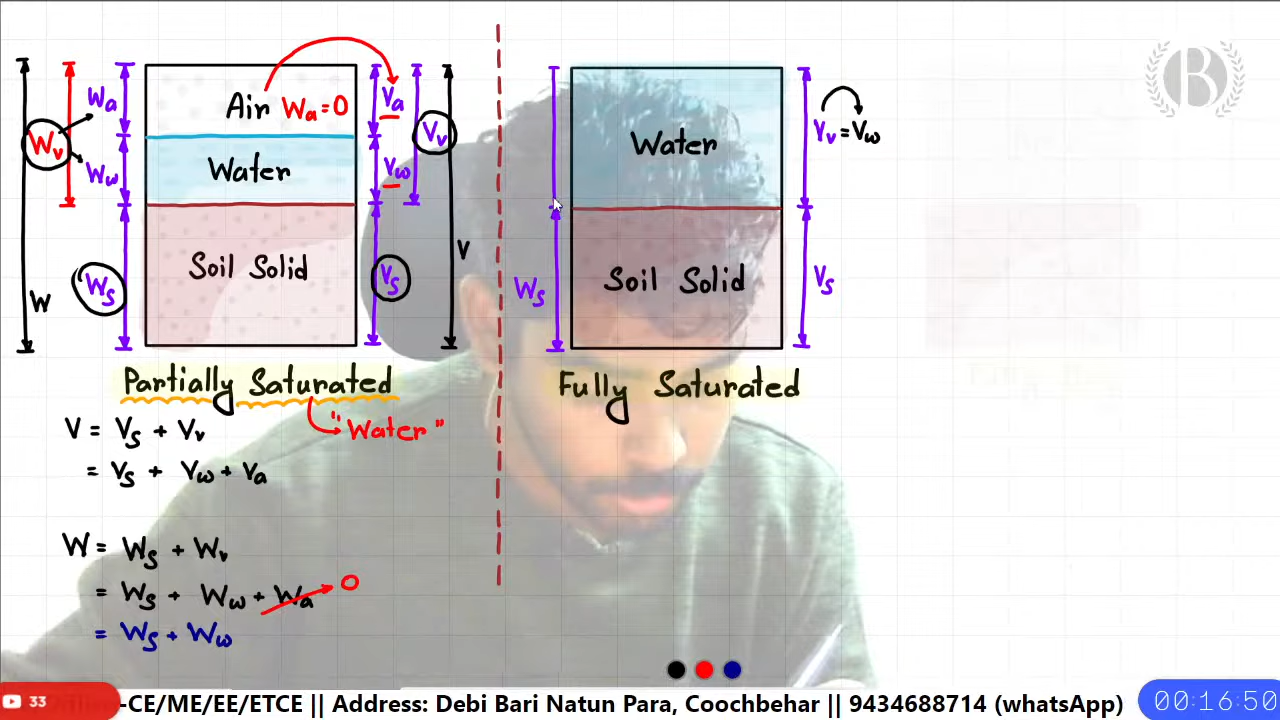 Air Wa = 0
Water
Soil Solid
Wa
Wv
Ww
Ws
W
Va
Vv
Vw
Vs
V
Partially Saturated
"Water"
V = Vs + Vv
= Vs + Vw + Va
W = Ws + Wv
= Ws + Ww + Wa 0
= Ws + Ww
Water
Soil Solid
Ws
Vv = Vw
Vs
Fully Saturated
B
33
-CE/ME/EE/ETCE || Address: Debi Bari Natun Para, Coochbehar || 9434688714 (whatsApp)
00:16:50